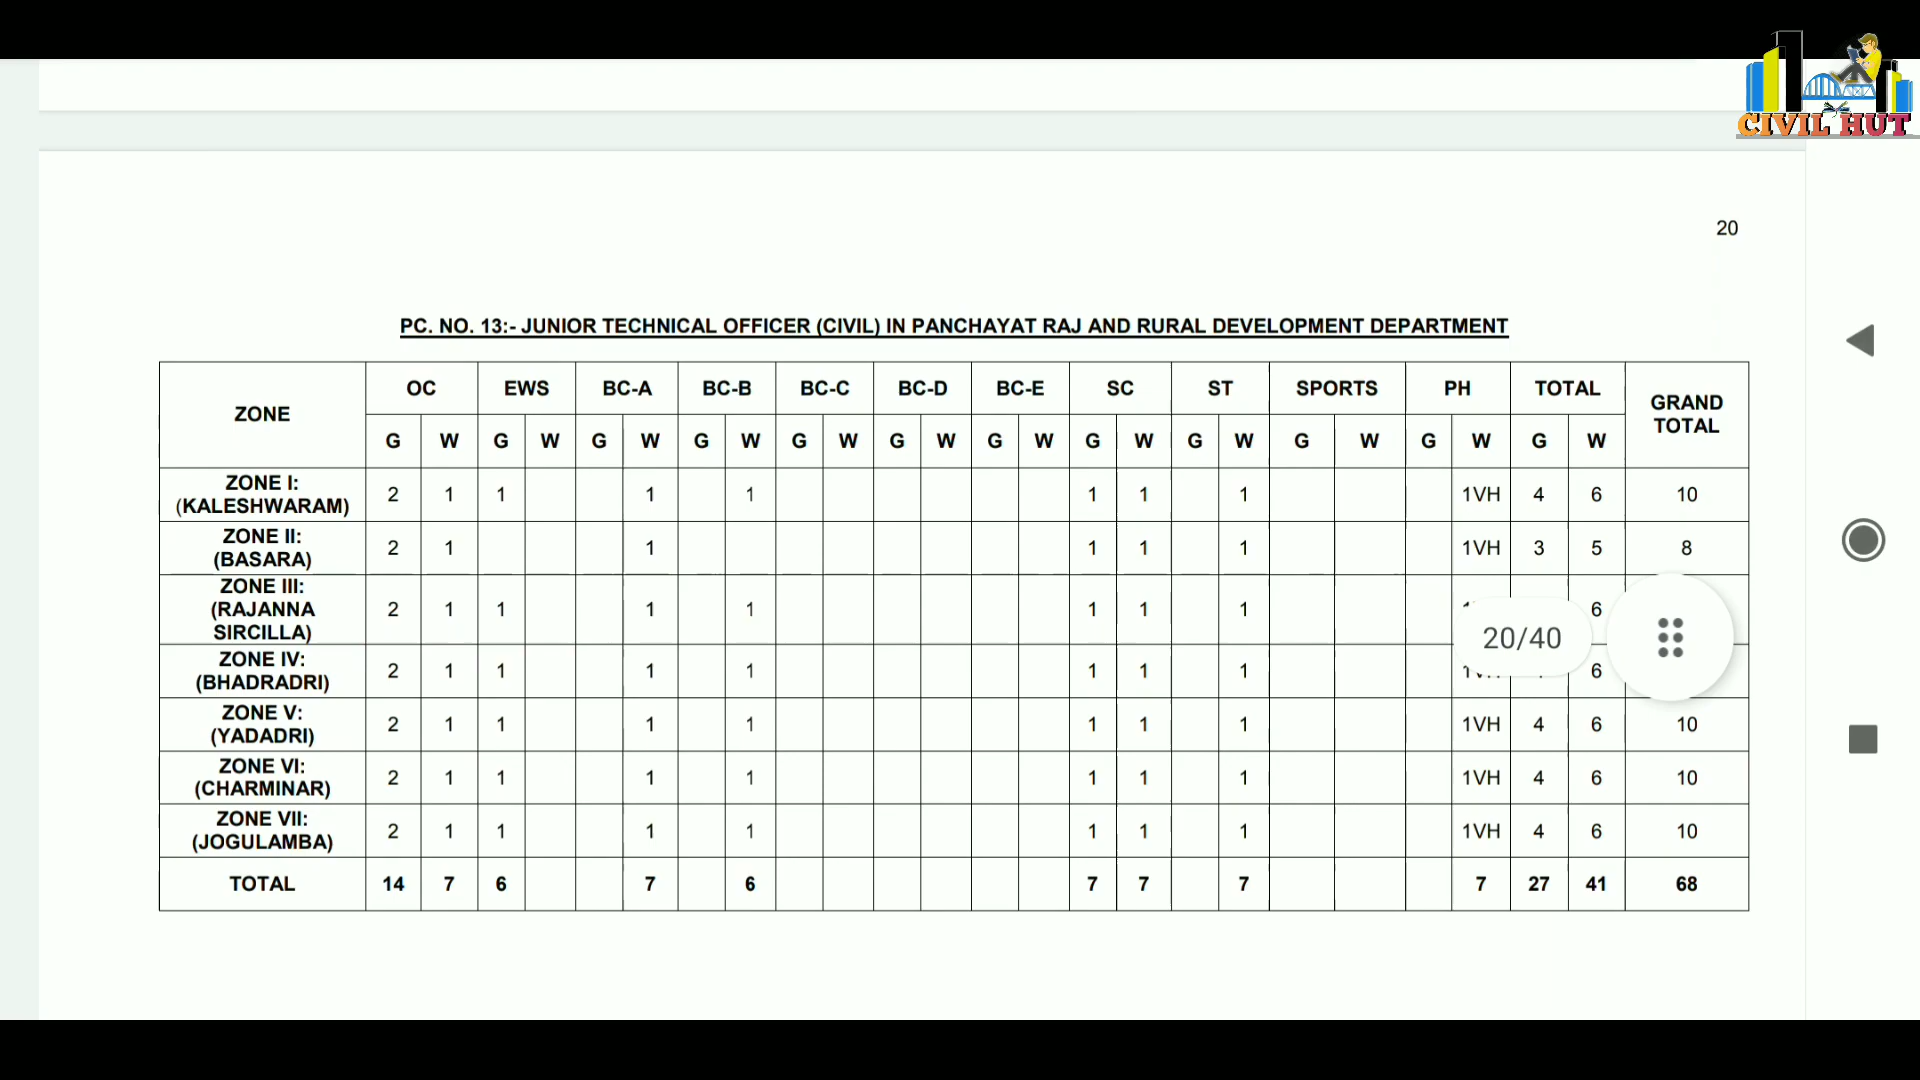 CIVIL HUT
20
PC. NO. 13:- JUNIOR TECHNICAL OFFICER (CIVIL) IN PANCHAYAT RAJ AND RURAL DEVELOPMENT DEPARTMENT
ZONE OC EWS BC-A BC-B BC-C BC-D BC-E SC ST SPORTS PH TOTAL GRAND TOTAL
G W G W G W G W G W G W G W G W G W G W G W G W
ZONE I: (KALESHWARAM) 2 1 1 1 1 1 1 1 1VH 4 6 10
ZONE II: (BASARA) 2 1 1 1 1 1 1VH 3 5 8
ZONE III: (RAJANNA SIRCILLA) 2 1 1 1 1 1 1 1 6
20/40
ZONE IV: (BHADRADRI) 2 1 1 1 1 1 1 1 6
ZONE V: (YADADRI) 2 1 1 1 1 1 1 1 1VH 4 6 10
ZONE VI: (CHARMINAR) 2 1 1 1 1 1 1 1 1VH 4 6 10
ZONE VII: (JOGULAMBA) 2 1 1 1 1 1 1 1 1VH 4 6 10
TOTAL 14 7 6 7 6 7 7 7 7 27 41 68